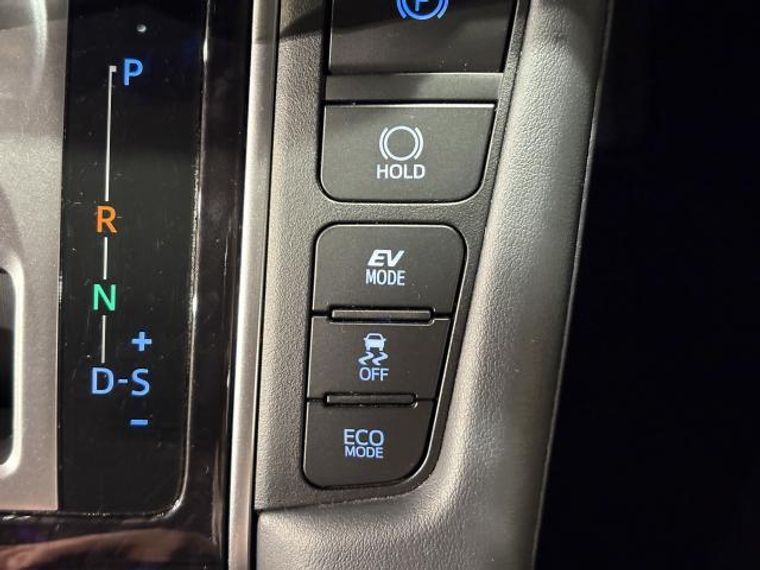 P
R
N
+
D-S
-
P
HOLD
EV
MODE
OFF
ECO
MODE